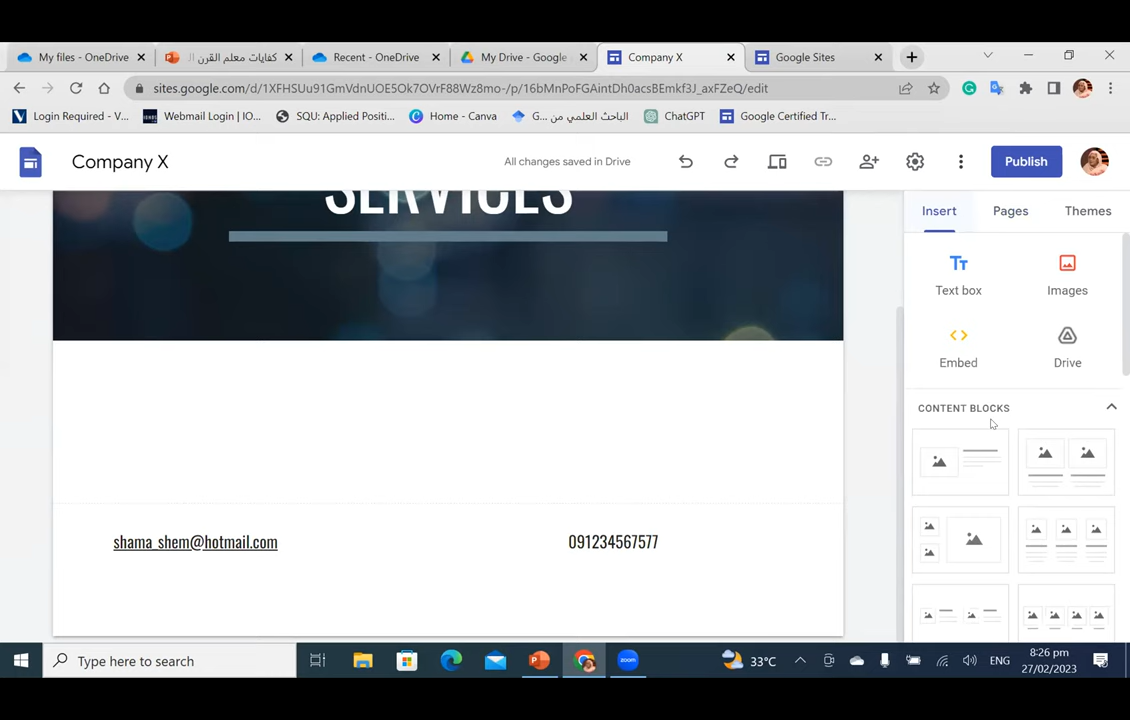 My files - OneDrive
كفايات معلم القرن ال
Recent - OneDrive
My Drive - Google
Company X
Google Sites
sites.google.com/d/1XFHSUu91GmVdnUOE5Ok7OVrF88Wz8mo-/p/16bMnPoFGAintDh0acsBEmkf3J_axFZeQ/edit
Login Required - V...
Webmail Login | IO...
SQU: Applied Positi...
Home - Canva
الباحث العلمي من G...
ChatGPT
Google Certified Tr...
Company X
All changes saved in Drive
Publish
SERVICES
Insert
Pages
Themes
Text box
Images
Embed
Drive
CONTENT BLOCKS
shama_shem@hotmail.com
091234567577
Type here to search
33°C
ENG
8:26 pm
27/02/2023
zoom